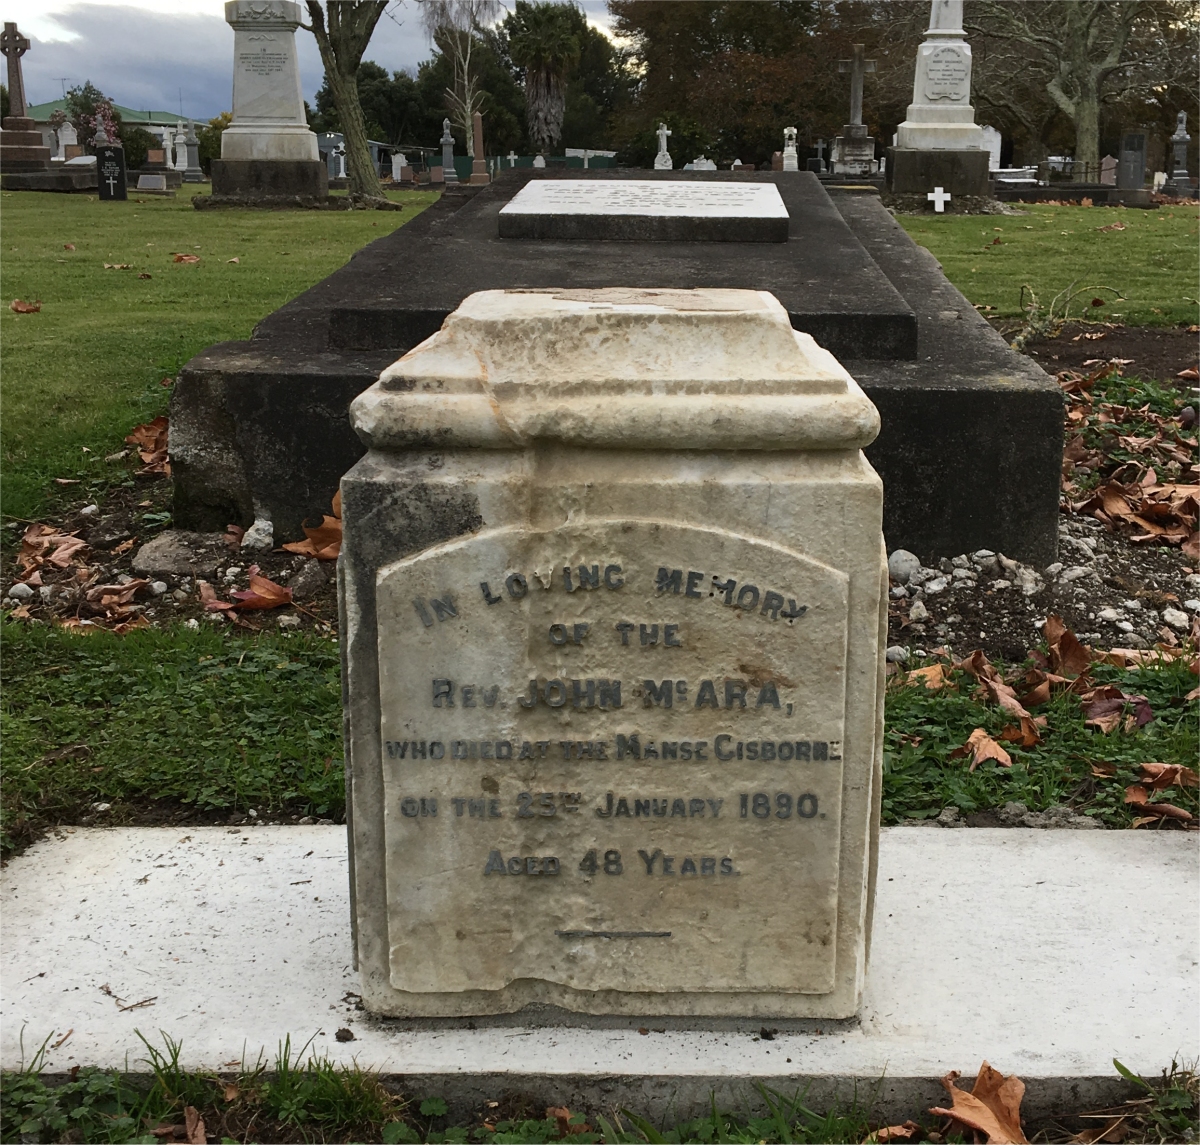 IN LOVING MEMORY
OF THE
REV. JOHN McARA,
WHO DIED AT THE MANSE GISBORNE
ON THE 25TH JANUARY 1890.
AGED 48 YEARS.